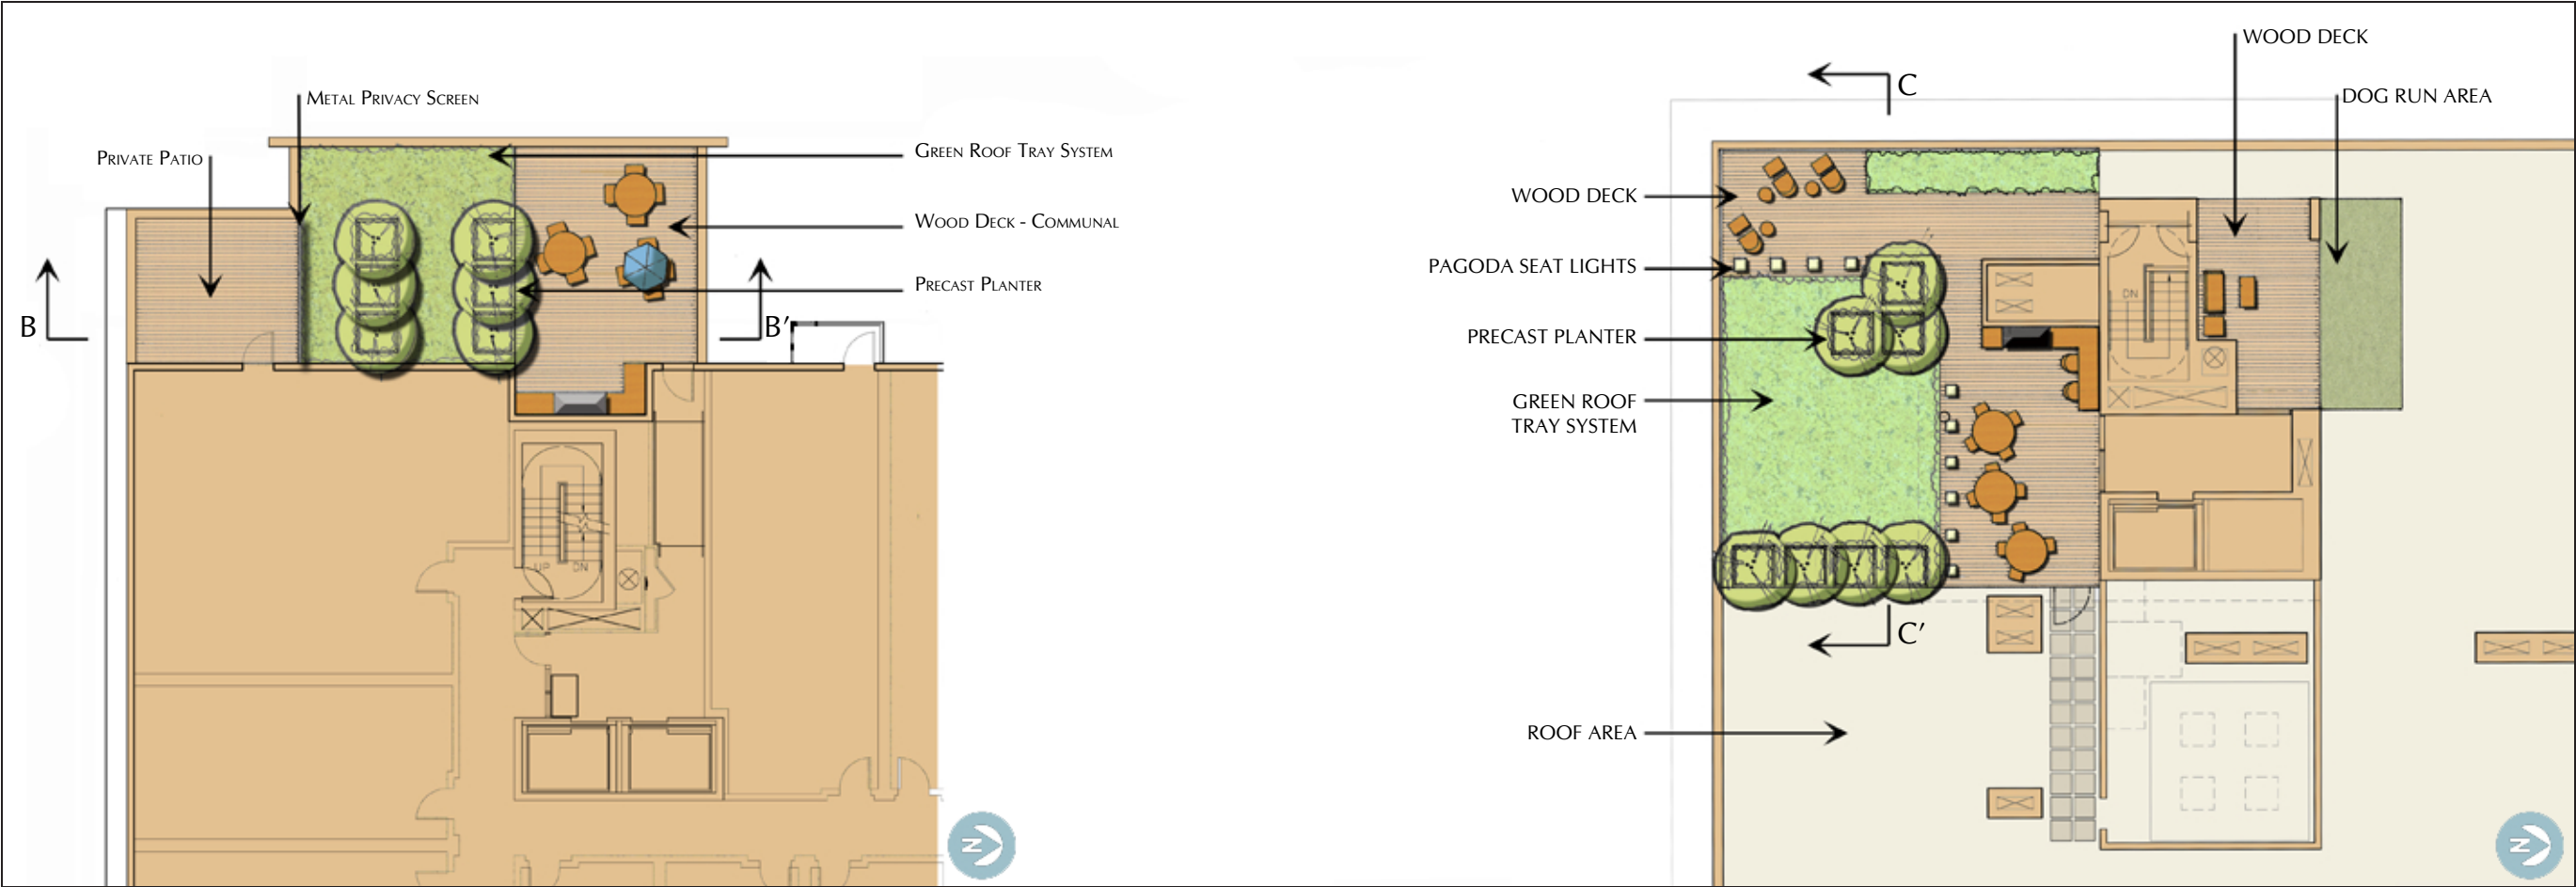 Metal Privacy Screen
Private Patio
Green Roof Tray System
Wood Deck - Communal
Precast Planter
B
B'
UP DN
N
WOOD DECK
DOG RUN AREA
C
WOOD DECK
PAGODA SEAT LIGHTS
PRECAST PLANTER
GREEN ROOF
TRAY SYSTEM
DN
C'
ROOF AREA
N